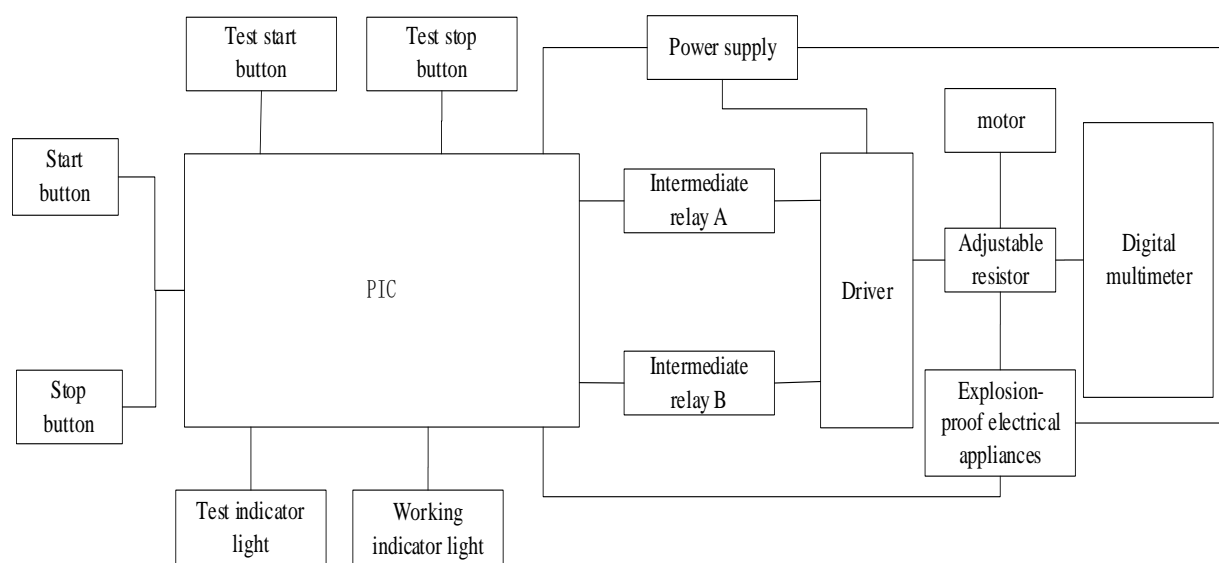 Test start
button
Test stop
button
Power supply
motor
Start
button
Intermediate
relay A
Digital
multimeter
PIC
Driver
Adjustable
resistor
Stop
button
Intermediate
relay B
Explosion-
proof electrical
appliances
Test indicator
light
Working
indicator light